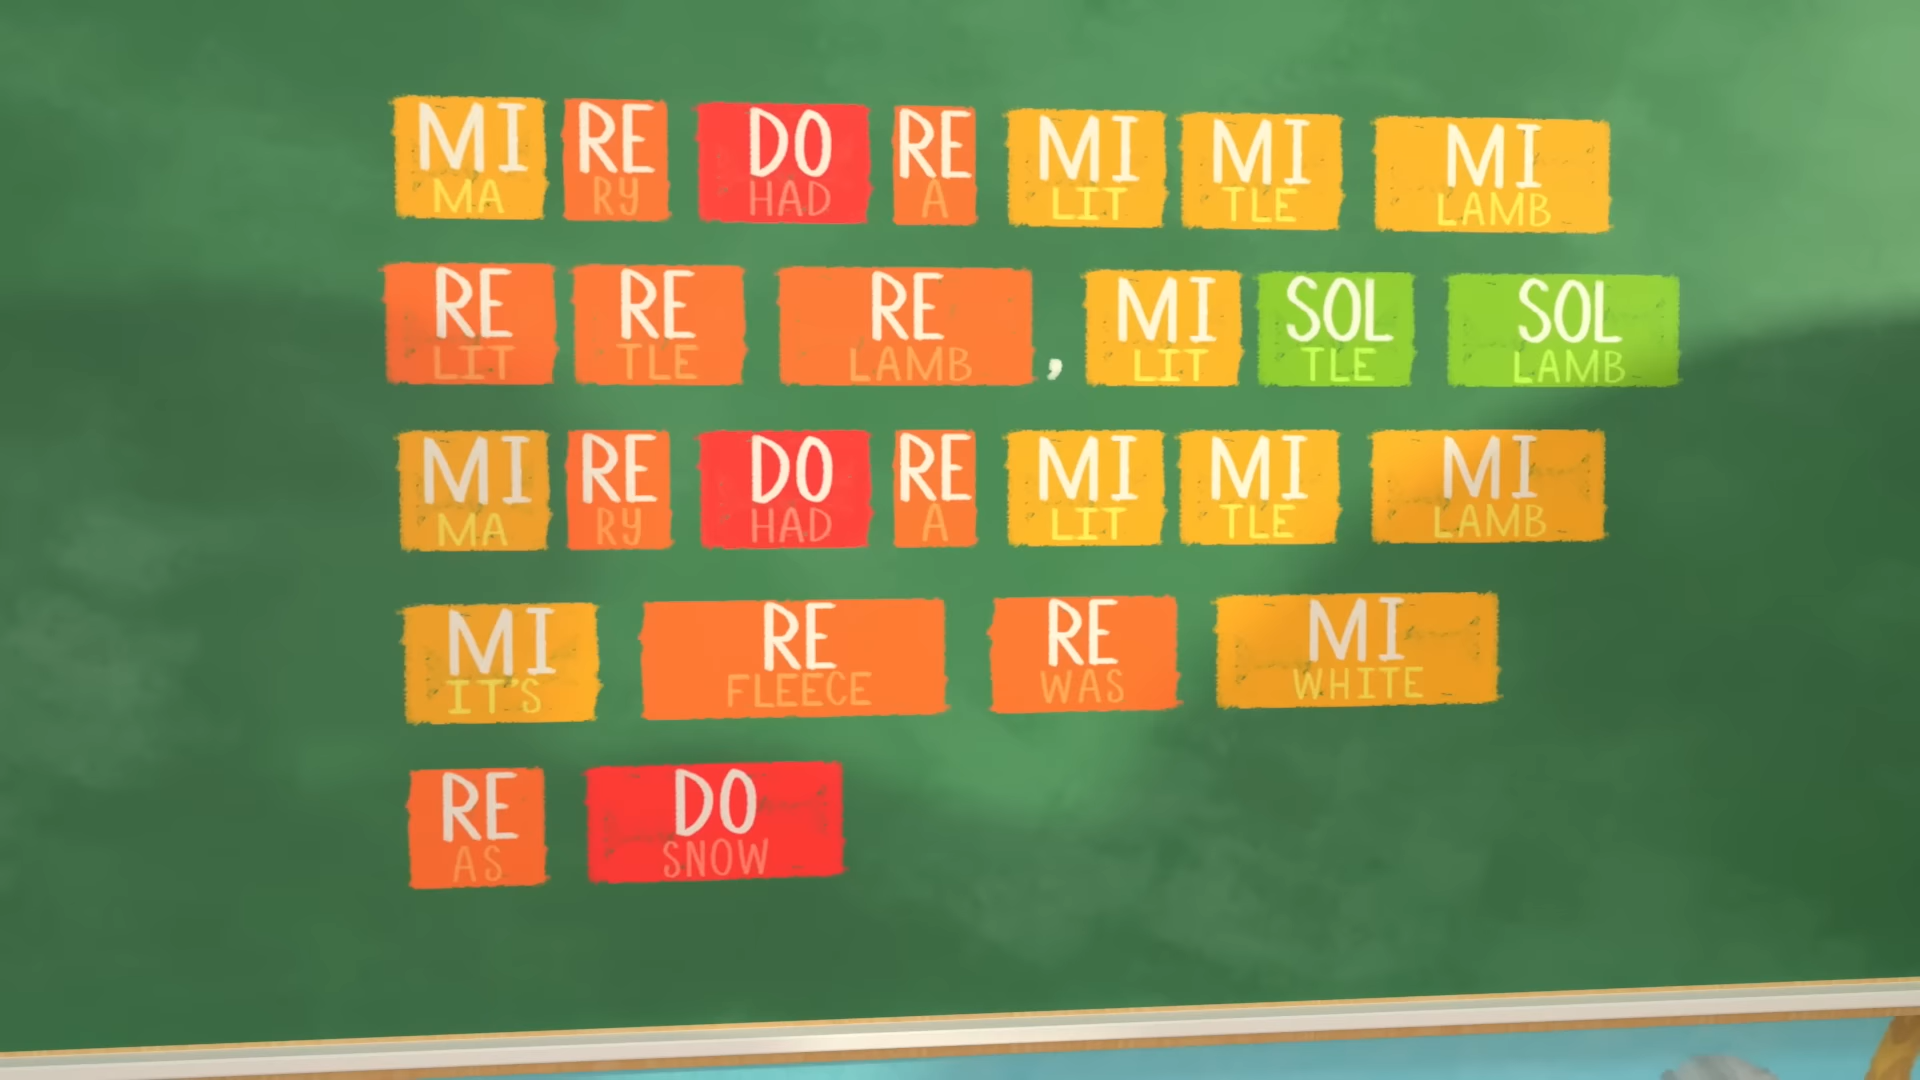 MI RE DO RE MI MI MI
MA RY HAD A LIT TLE LAMB
RE RE RE MI SOL SOL
LIT TLE LAMB , LIT TLE LAMB
MI RE DO RE MI MI MI
MA RY HAD A LIT TLE LAMB
MI RE RE MI
IT'S FLEECE WAS WHITE
RE DO
AS SNOW